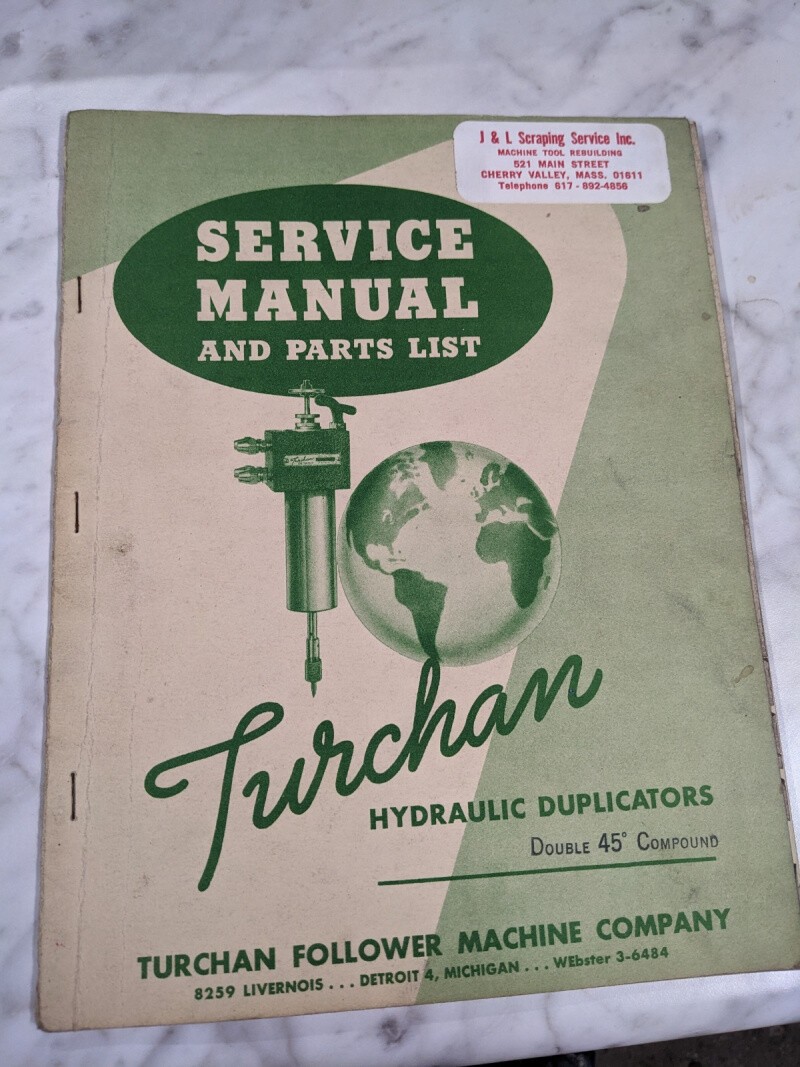 J & L Scraping Service Inc.
MACHINE TOOL REBUILDING
521 MAIN STREET
CHERRY VALLEY, MASS. 01611
Telephone 617 - 892-4856
SERVICE
MANUAL
AND PARTS LIST
Turchan
Turchan
HYDRAULIC DUPLICATORS
DOUBLE 45° COMPOUND
TURCHAN FOLLOWER MACHINE COMPANY
8259 LIVERNOIS . . . DETROIT 4, MICHIGAN . . . WEbster 3-6484